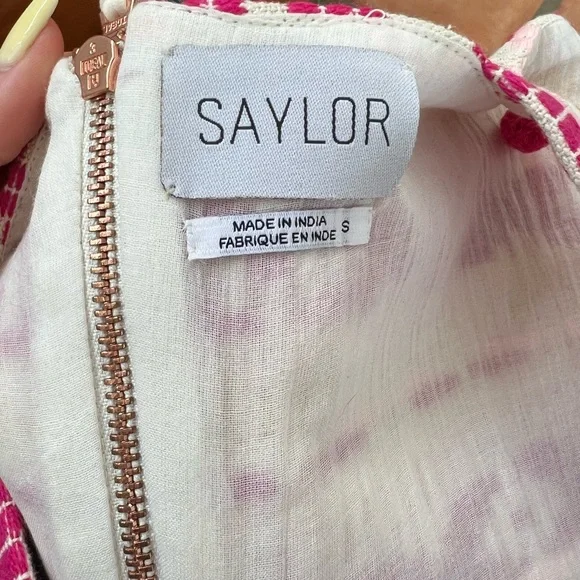 SAYLOR
MADE IN INDIA
FABRIQUE EN INDE S